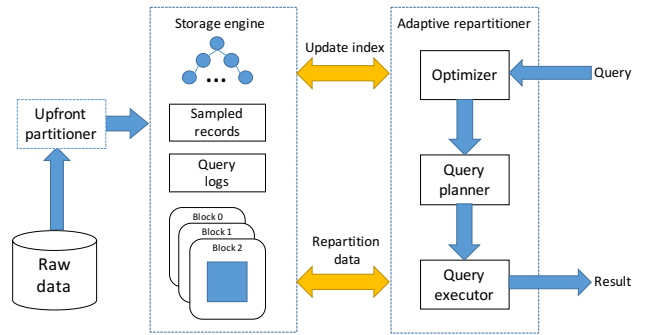 Storage engine
Adaptive repartitioner
Update index
...
Optimizer
Query
Upfront
partitioner
Sampled
records
Query
logs
Query
planner
Block 0
Block 1
Block 2
Raw
data
Repartition
data
Query
executor
Result